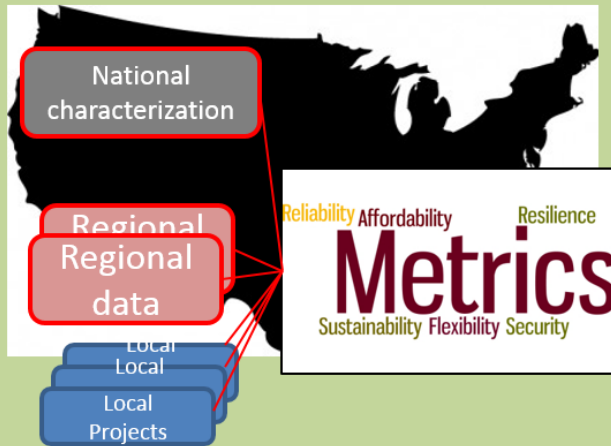 National
characterization
Regional
Regional
data
Local
Local
Local
Projects
Reliability Affordability Resilience
Metrics
Sustainability Flexibility Security